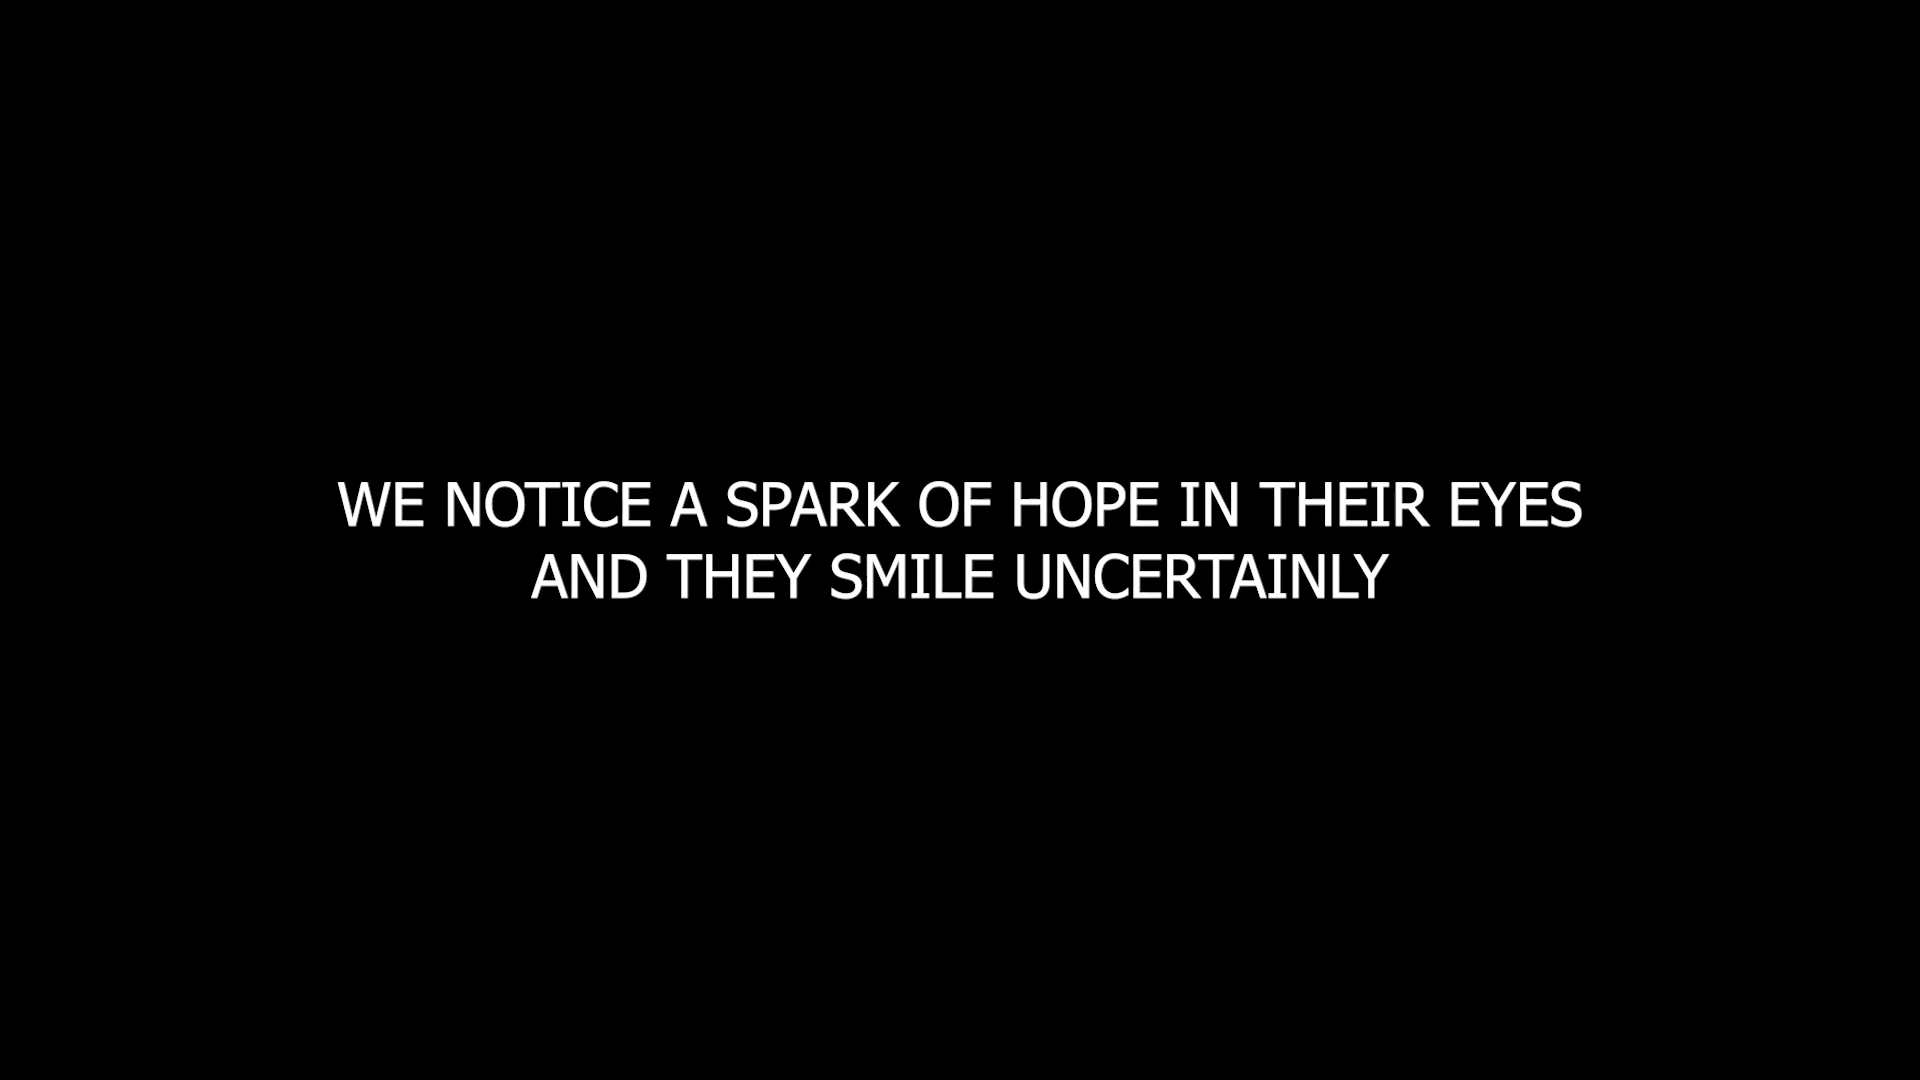 WE NOTICE A SPARK OF HOPE IN THEIR EYES
AND THEY SMILE UNCERTAINLY